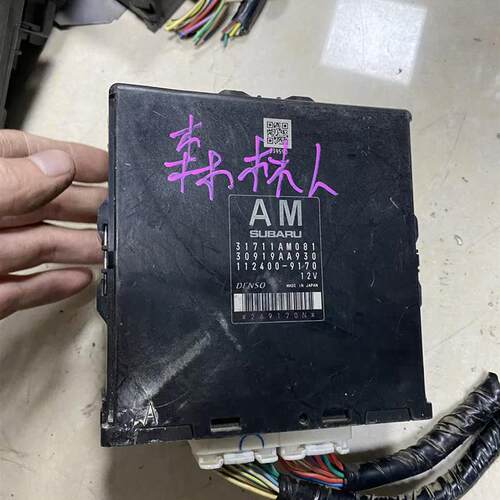 森林人
AM
SUBARU
31711AM081
30919AA930
112400-9170
12V
DENSO MADE IN JAPAN
A